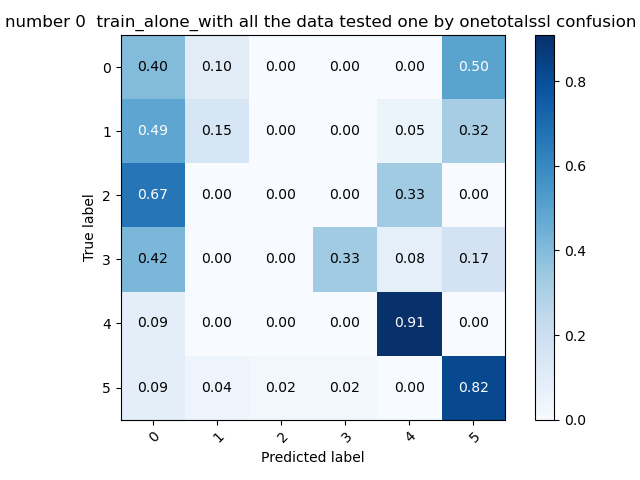 number 0  train_alone_with all the data tested one by onetotalssl confusion
0 0.40 0.10 0.00 0.00 0.00 0.50
1 0.49 0.15 0.00 0.00 0.05 0.32
2 0.67 0.00 0.00 0.00 0.33 0.00
3 0.42 0.00 0.00 0.33 0.08 0.17
4 0.09 0.00 0.00 0.00 0.91 0.00
5 0.09 0.04 0.02 0.02 0.00 0.82
0 1 2 3 4 5
True label
Predicted label
0.8
0.6
0.4
0.2
0.0